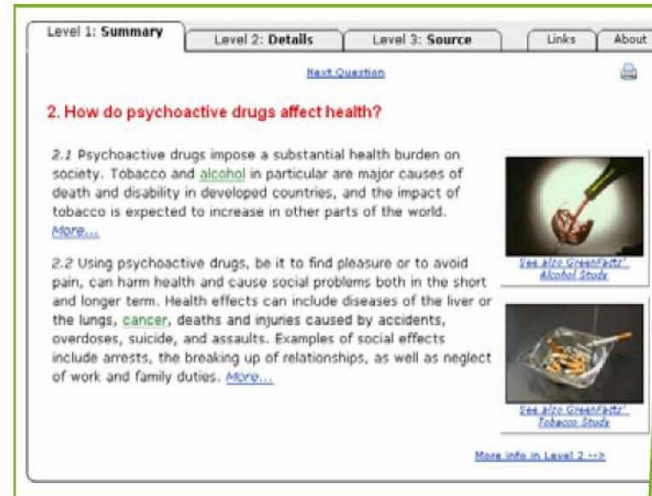 Level 1: Summary
Level 2: Details
Level 3: Source
Links
About
Next Question
2. How do psychoactive drugs affect health?
2.1 Psychoactive drugs impose a substantial health burden on
society. Tobacco and alcohol in particular are major causes of
death and disability in developed countries, and the impact of
tobacco is expected to increase in other parts of the world.
More...
See also GreenFacts'
Alcohol Study
2.2 Using psychoactive drugs, be it to find pleasure or to avoid
pain, can harm health and cause social problems both in the short
and longer term. Health effects can include diseases of the liver or
the lungs, cancer, deaths and injuries caused by accidents,
overdoses, suicide, and assaults. Examples of social effects
include arrests, the breaking up of relationships, as well as neglect
of work and family duties. More...
See also GreenFacts'
Tobacco Study
More info in Level 2 -->